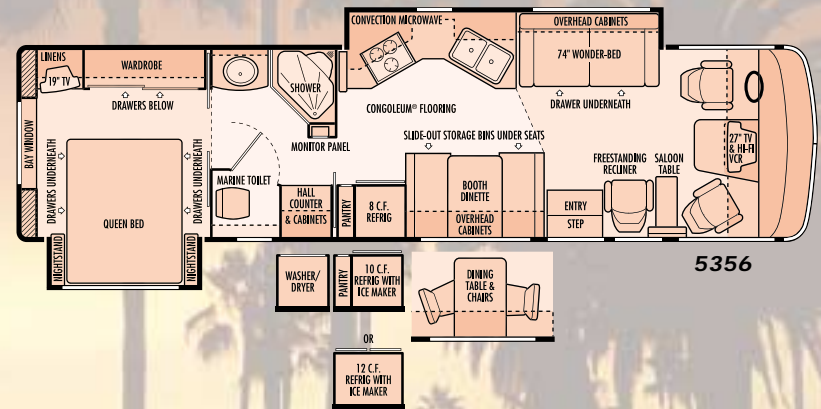 CONVECTION MICROWAVE
OVERHEAD CABINETS
74" WONDER-BED
DRAWER UNDERNEATH
LINENS
19" TV
WARDROBE
DRAWERS BELOW
SHOWER
CONGOLEUM® FLOORING
MONITOR PANEL
SLIDE-OUT STORAGE BINS UNDER SEATS
27" TV
& HI-FI
VCR
BAY WINDOW
DRAWERS UNDERNEATH
QUEEN BED
DRAWERS UNDERNEATH
NIGHTSTAND
NIGHTSTAND
MARINE TOILET
HALL
COUNTER
& CABINETS
PANTRY
8 C.F.
REFRIG
BOOTH
DINETTE
OVERHEAD
CABINETS
ENTRY
STEP
FREESTANDING
RECLINER
SALOON
TABLE
5356
WASHER/
DRYER
PANTRY
10 C.F.
REFRIG WITH
ICE MAKER
DINING
TABLE &
CHAIRS
OR
12 C.F.
REFRIG WITH
ICE MAKER